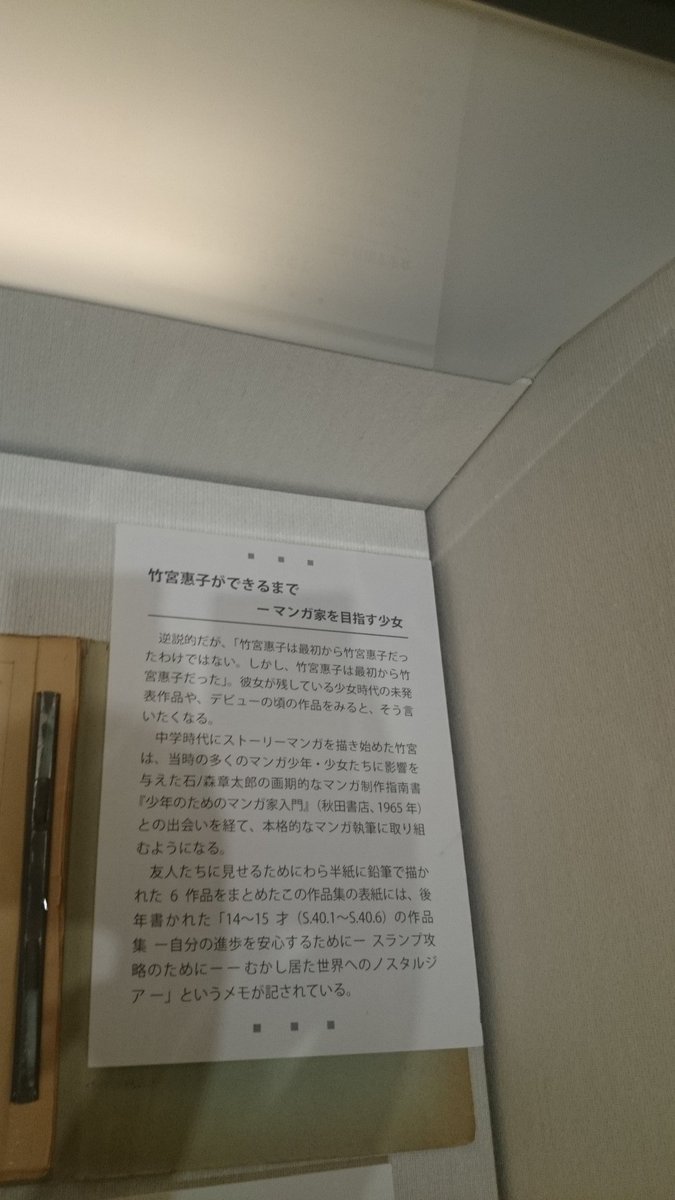 竹宮惠子ができるまで
ー マンガ家を目指す少女
逆説的だが、「竹宮惠子は最初から竹宮惠子だっ
たわけではない。しかし、竹宮惠子は最初から竹
宮惠子だった」。彼女が残している少女時代の未発
表作品や、デビューの頃の作品をみると、そう言
いたくなる。
中学時代にストーリーマンガを描き始めた竹宮
は、当時の多くのマンガ少年・少女たちに影響を
与えた石ノ森章太郎の画期的なマンガ制作指南書
『少年のためのマンガ家入門』（秋田書店、1965 年）
との出会いを経て、本格的なマンガ執筆に取り組
むようになる。
友人たちに見せるためにわら半紙に鉛筆で描か
れた 6 作品をまとめたこの作品集の表紙には、後
年書かれた「14～15 才（S.40.1～S.40.6）の作品
集 ー自分の進歩を安心するためにー スランプ攻
略のためにー ー むかし居た世界へのノスタルジ
ア ー」というメモが記されている。